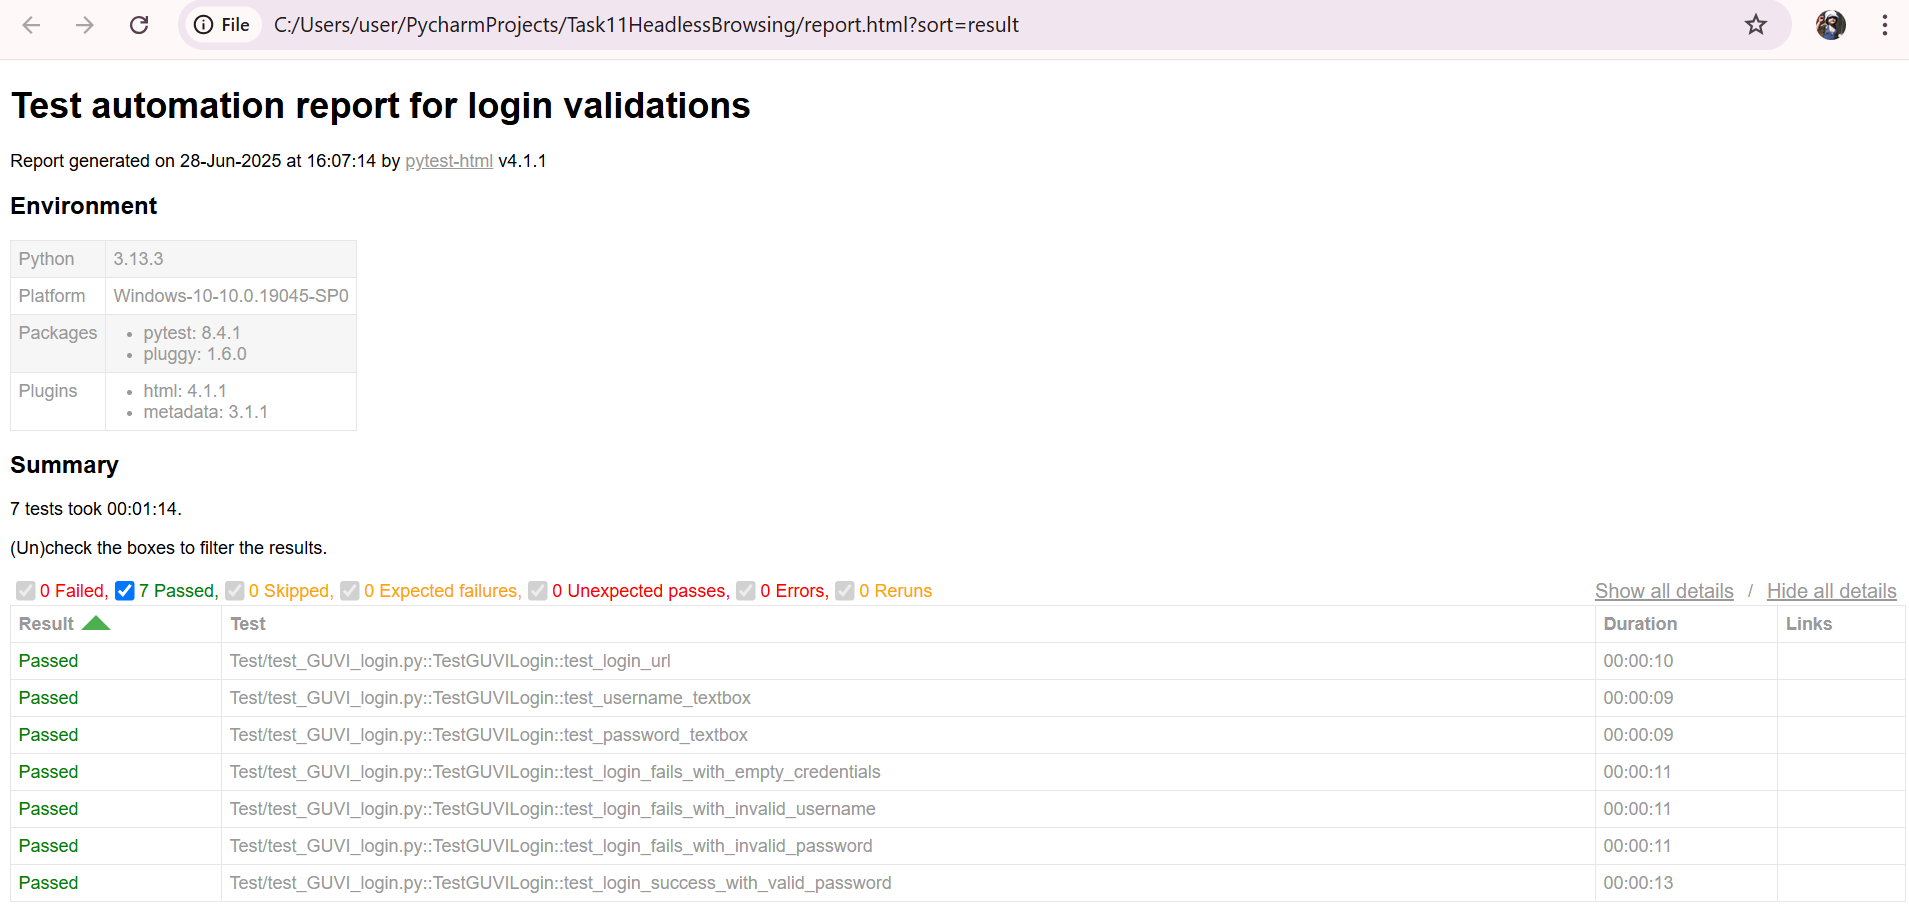 File C:/Users/user/PycharmProjects/Task11HeadlessBrowsing/report.html?sort=result
Test automation report for login validations
Report generated on 28-Jun-2025 at 16:07:14 by pytest-html v4.1.1
Environment
Python 3.13.3
Platform Windows-10-10.0.19045-SP0
Packages • pytest: 8.4.1
• pluggy: 1.6.0
Plugins • html: 4.1.1
• metadata: 3.1.1
Summary
7 tests took 00:01:14.
(Un)check the boxes to filter the results.
0 Failed, 7 Passed, 0 Skipped, 0 Expected failures, 0 Unexpected passes, 0 Errors, 0 Reruns Show all details / Hide all details
Result Test Duration Links
Passed Test/test_GUVI_login.py::TestGUVILogin::test_login_url 00:00:10
Passed Test/test_GUVI_login.py::TestGUVILogin::test_username_textbox 00:00:09
Passed Test/test_GUVI_login.py::TestGUVILogin::test_password_textbox 00:00:09
Passed Test/test_GUVI_login.py::TestGUVILogin::test_login_fails_with_empty_credentials 00:00:11
Passed Test/test_GUVI_login.py::TestGUVILogin::test_login_fails_with_invalid_username 00:00:11
Passed Test/test_GUVI_login.py::TestGUVILogin::test_login_fails_with_invalid_password 00:00:11
Passed Test/test_GUVI_login.py::TestGUVILogin::test_login_success_with_valid_password 00:00:13